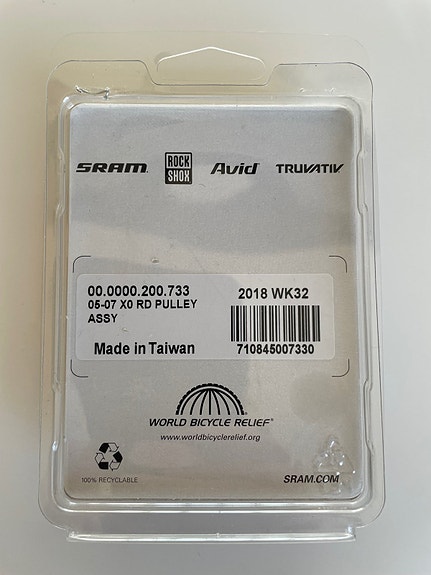 SRAM ROCK SHOX Avid TRUVATIV
00.0000.200.733 2018 WK32
05-07 X0 RD PULLEY
ASSY
Made in Taiwan 710845007330
WORLD BICYCLE RELIEF®
www.worldbicyclerelief.org
100% RECYCLABLE SRAM.COM